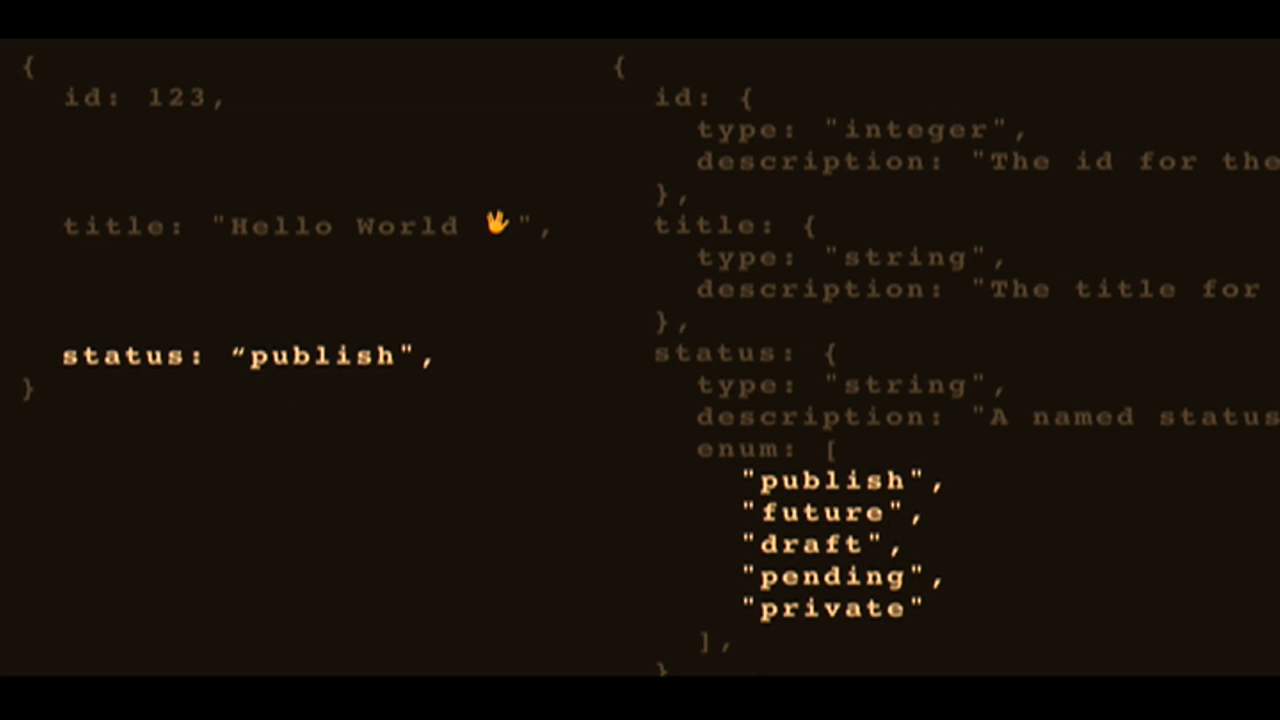 {
id: 123,
title: "Hello World 🖖",
status: “publish",
}
{
id: {
type: "integer",
description: "The id for the
},
title: {
type: "string",
description: "The title for
},
status: {
type: "string",
description: "A named status
enum: [
"publish",
"future",
"draft",
"pending",
"private"
],
}